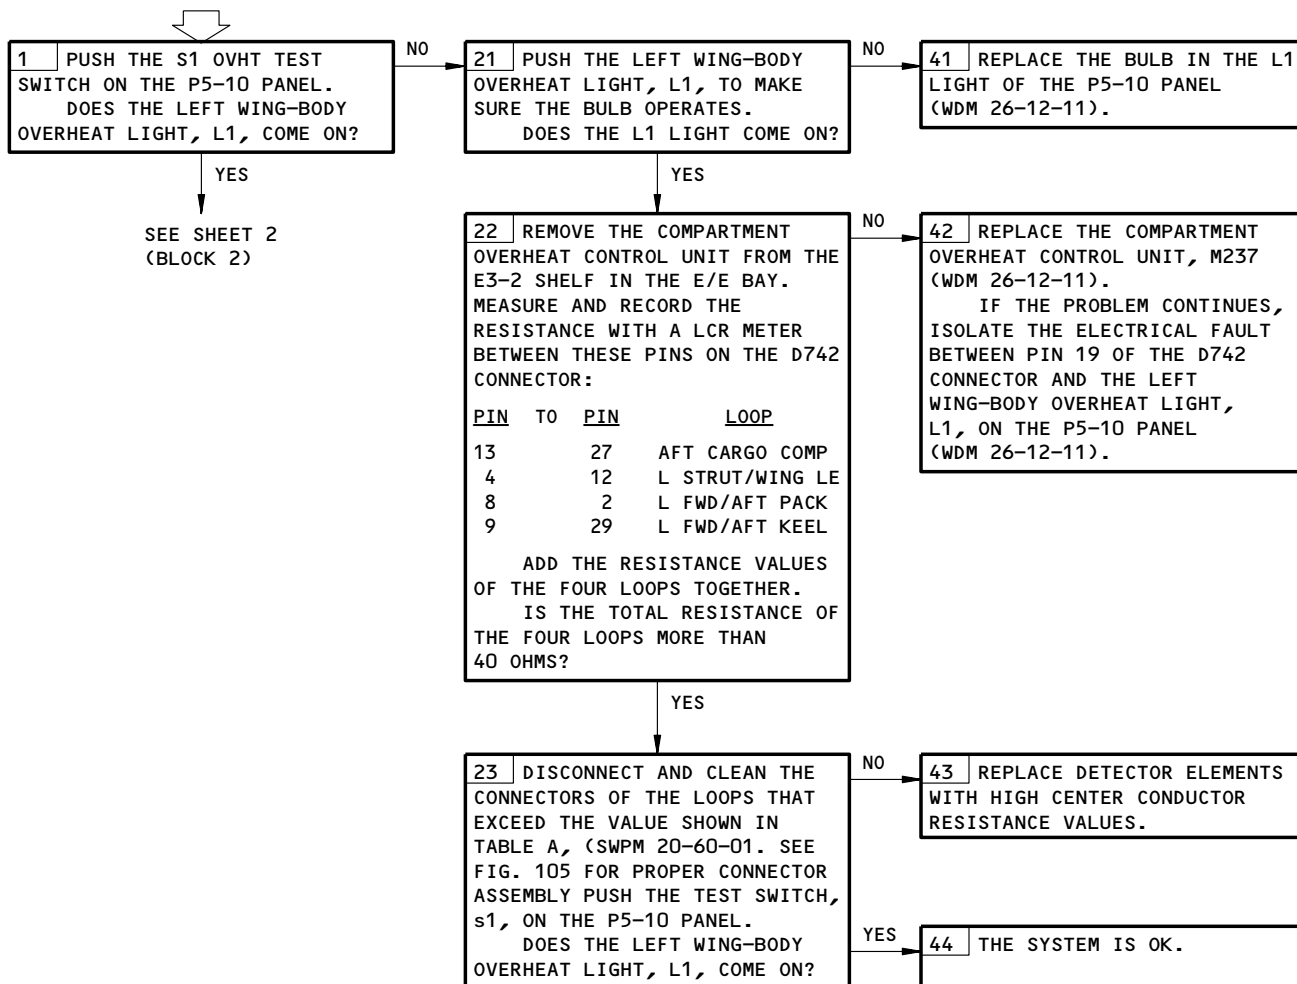 1 PUSH THE S1 OVHT TEST
SWITCH ON THE P5-10 PANEL.
DOES THE LEFT WING-BODY
OVERHEAT LIGHT, L1, COME ON?
NO
YES
SEE SHEET 2
(BLOCK 2)
21 PUSH THE LEFT WING-BODY
OVERHEAT LIGHT, L1, TO MAKE
SURE THE BULB OPERATES.
DOES THE L1 LIGHT COME ON?
NO
YES
41 REPLACE THE BULB IN THE L1
LIGHT OF THE P5-10 PANEL
(WDM 26-12-11).
22 REMOVE THE COMPARTMENT
OVERHEAT CONTROL UNIT FROM THE
E3-2 SHELF IN THE E/E BAY.
MEASURE AND RECORD THE
RESISTANCE WITH A LCR METER
BETWEEN THESE PINS ON THE D742
CONNECTOR:
PIN TO PIN LOOP
13 27 AFT CARGO COMP
4 12 L STRUT/WING LE
8 2 L FWD/AFT PACK
9 29 L FWD/AFT KEEL
ADD THE RESISTANCE VALUES
OF THE FOUR LOOPS TOGETHER.
IS THE TOTAL RESISTANCE OF
THE FOUR LOOPS MORE THAN
40 OHMS?
NO
YES
42 REPLACE THE COMPARTMENT
OVERHEAT CONTROL UNIT, M237
(WDM 26-12-11).
IF THE PROBLEM CONTINUES,
ISOLATE THE ELECTRICAL FAULT
BETWEEN PIN 19 OF THE D742
CONNECTOR AND THE LEFT
WING-BODY OVERHEAT LIGHT,
L1, ON THE P5-10 PANEL
(WDM 26-12-11).
23 DISCONNECT AND CLEAN THE
CONNECTORS OF THE LOOPS THAT
EXCEED THE VALUE SHOWN IN
TABLE A, (SWPM 20-60-01. SEE
FIG. 105 FOR PROPER CONNECTOR
ASSEMBLY PUSH THE TEST SWITCH,
s1, ON THE P5-10 PANEL.
DOES THE LEFT WING-BODY
OVERHEAT LIGHT, L1, COME ON?
NO
43 REPLACE DETECTOR ELEMENTS
WITH HIGH CENTER CONDUCTOR
RESISTANCE VALUES.
YES
44 THE SYSTEM IS OK.